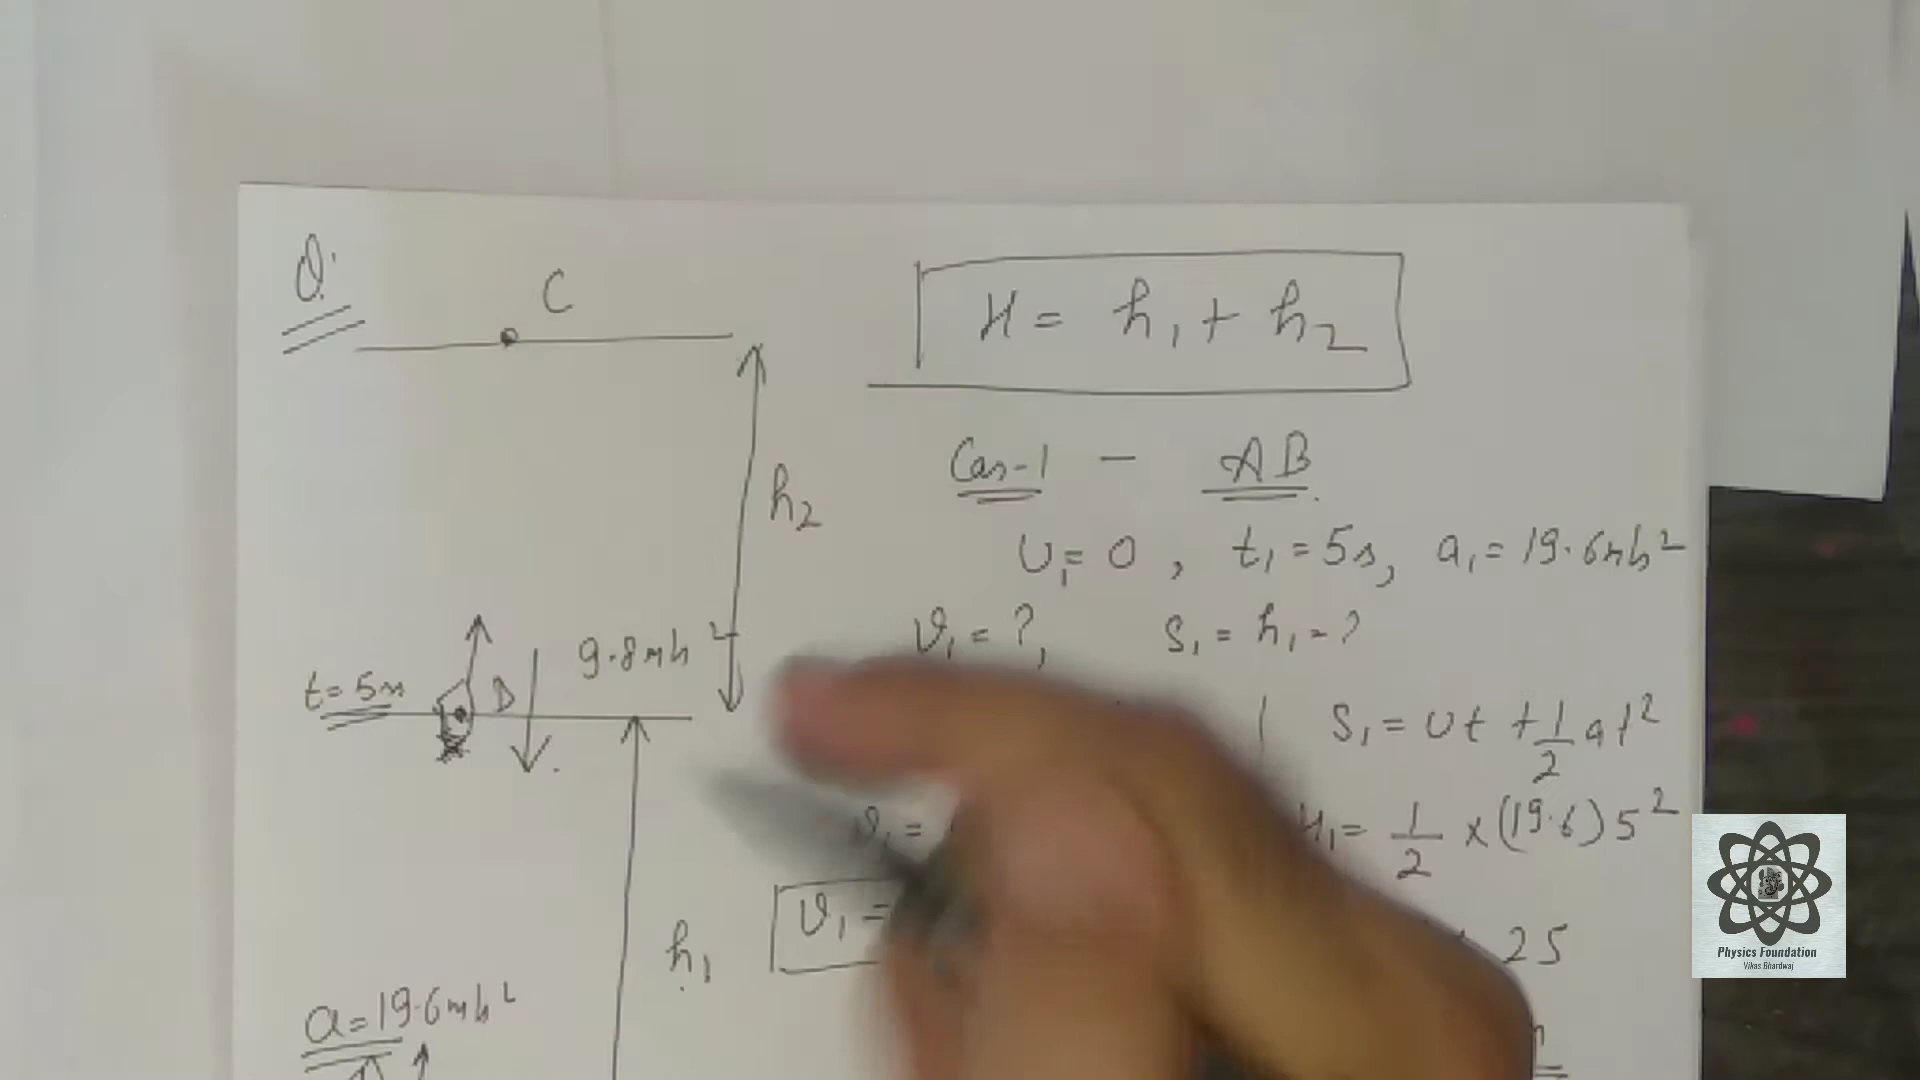 Q.
C
H = h₁ + h₂
Cas-1 - AB
h₂
U₁ = 0, t₁ = 5s, a₁ = 19.6m/s²
v₁ = ?, S₁ = h₁ = ?
9.8m/s²
t = 5s
S₁ = ut + 1/2 at²
v₁ =
H₁ = 1/2 × (19.6) 5²
v₁ =
25
h₁
a = 19.6m/s²
Physics Foundation
Vikas Bhardwaj